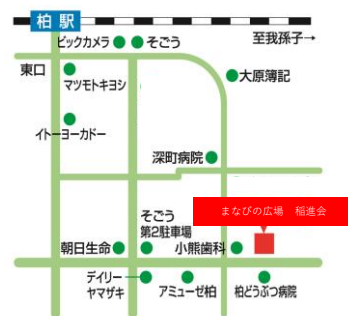 柏駅
ビックカメラ
そごう
至我孫子→
東口
マツモトキヨシ
大原簿記
イトーヨーカドー
深町病院
まなびの広場　稲進会
そごう
第2駐車場
朝日生命
小熊歯科
デイリー
ヤマザキ
アミューゼ柏
柏どうぶつ病院